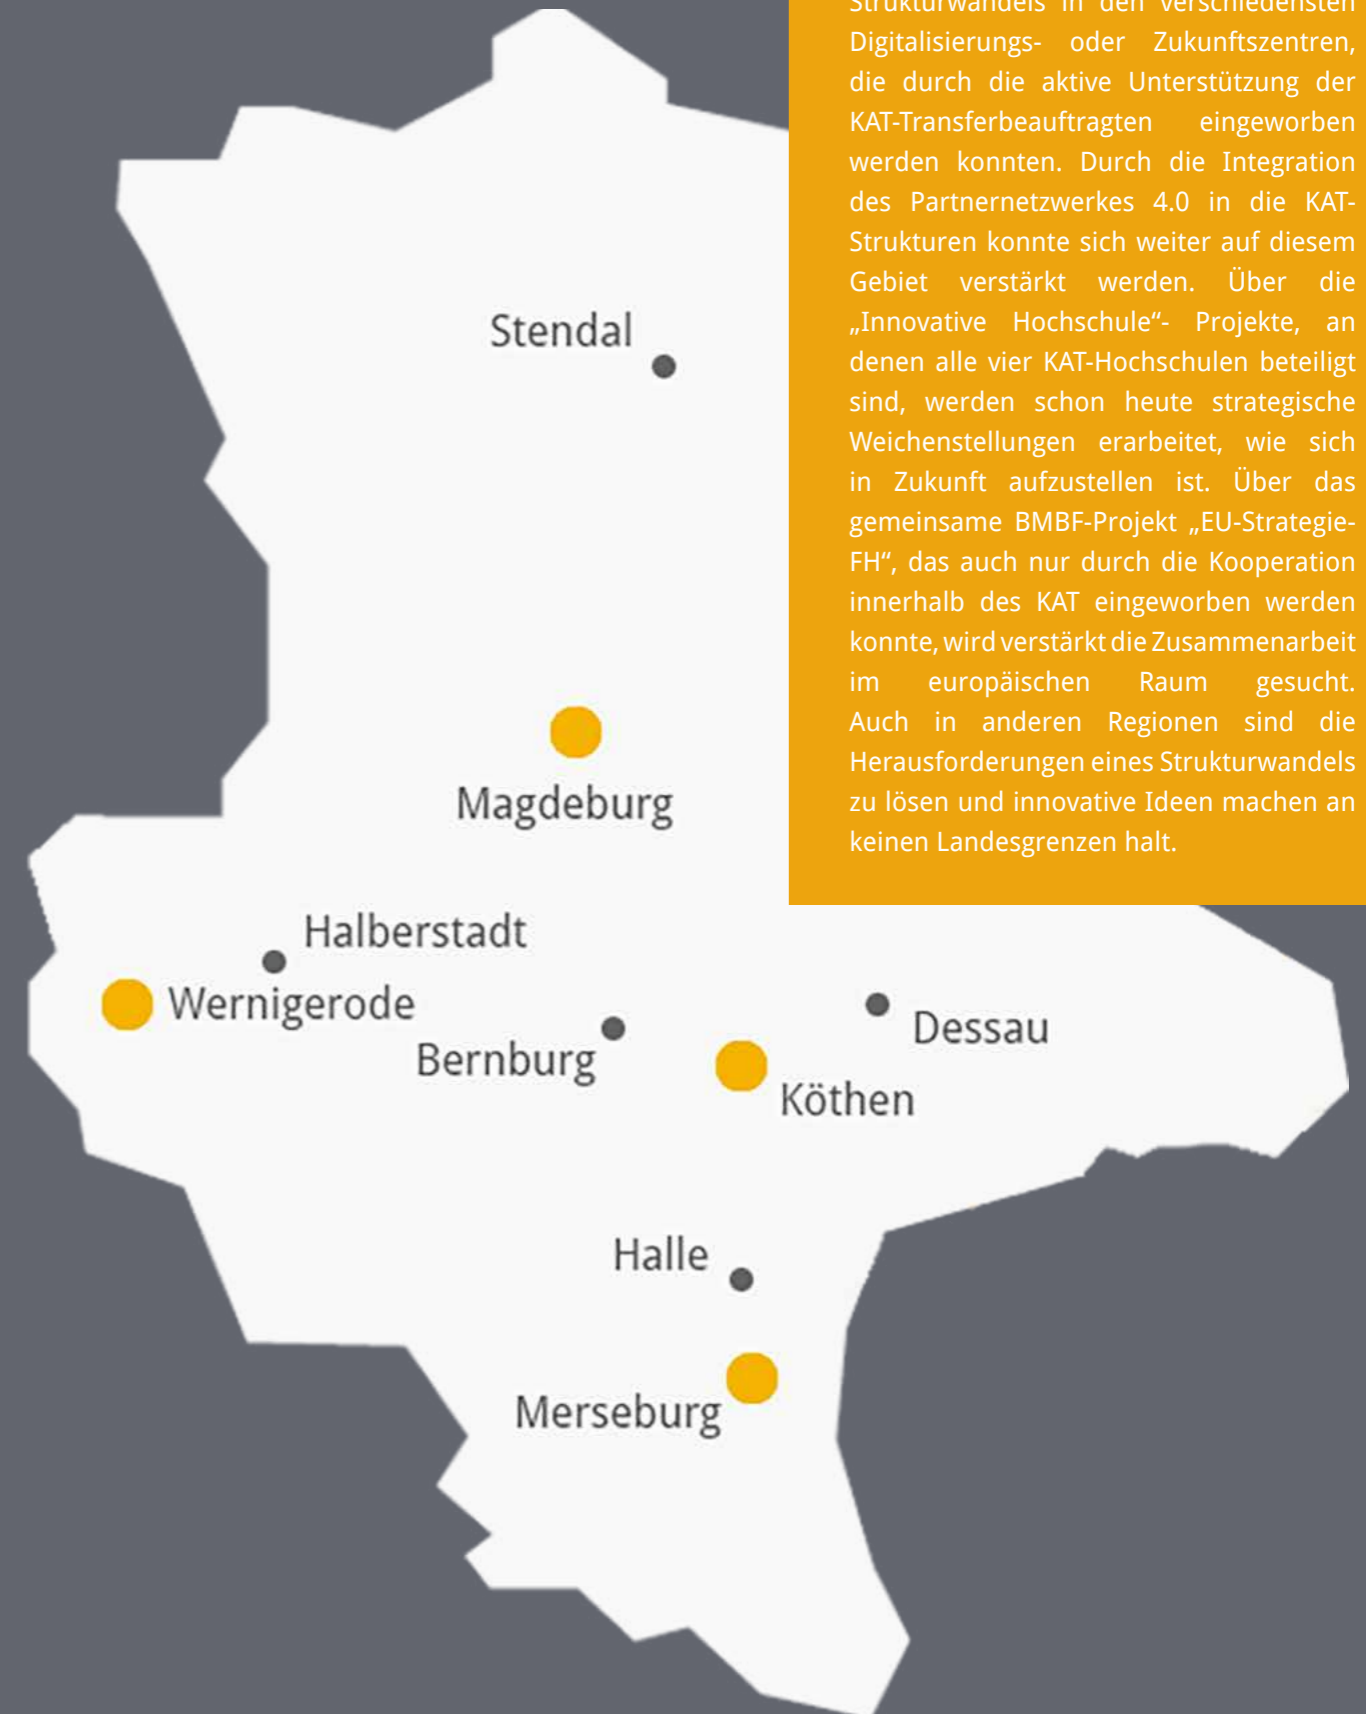 Strukturwandels in den verschiedensten
Digitalisierungs- oder Zukunftszentren,
die durch die aktive Unterstützung der
KAT-Transferbeauftragten eingeworben
werden konnten. Durch die Integration
des Partnernetzwerkes 4.0 in die KAT-
Strukturen konnte sich weiter auf diesem
Gebiet verstärkt werden. Über die
„Innovative Hochschule“- Projekte, an
denen alle vier KAT-Hochschulen beteiligt
sind, werden schon heute strategische
Weichenstellungen erarbeitet, wie sich
in Zukunft aufzustellen ist. Über das
gemeinsame BMBF-Projekt „EU-Strategie-
FH“, das auch nur durch die Kooperation
innerhalb des KAT eingeworben werden
konnte, wird verstärkt die Zusammenarbeit
im europäischen Raum gesucht.
Auch in anderen Regionen sind die
Herausforderungen eines Strukturwandels
zu lösen und innovative Ideen machen an
keinen Landesgrenzen halt.
Stendal
Magdeburg
Halberstadt
Wernigerode
Bernburg
Dessau
Köthen
Halle
Merseburg